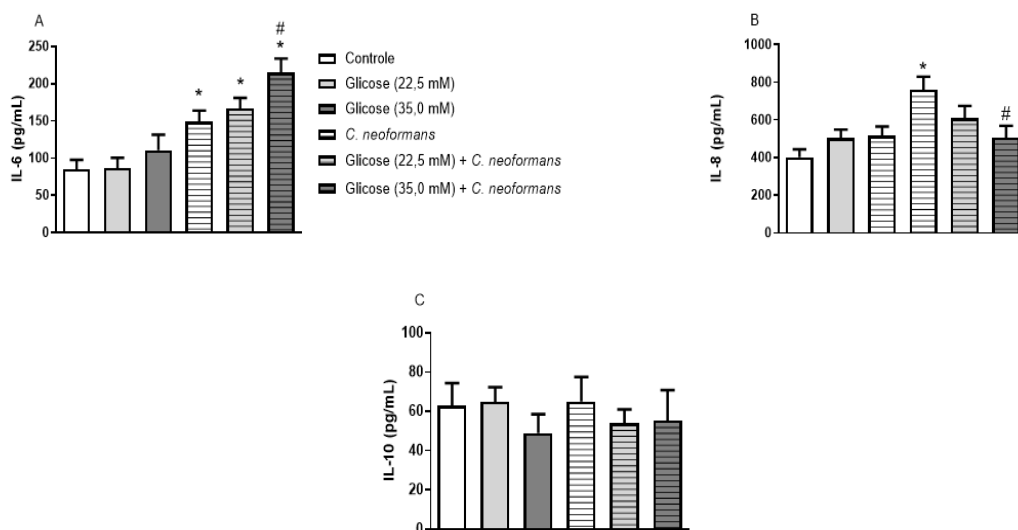 A
#
*
*
*
250
200
150
100
50
0
IL-6 (pg/mL)
Controle
Glicose (22,5 mM)
Glicose (35,0 mM)
C. neoformans
Glicose (22,5 mM) + C. neoformans
Glicose (35,0 mM) + C. neoformans
B
*
#
1000
800
600
400
200
0
IL-8 (pg/mL)
C
100
80
60
40
20
0
IL-10 (pg/mL)